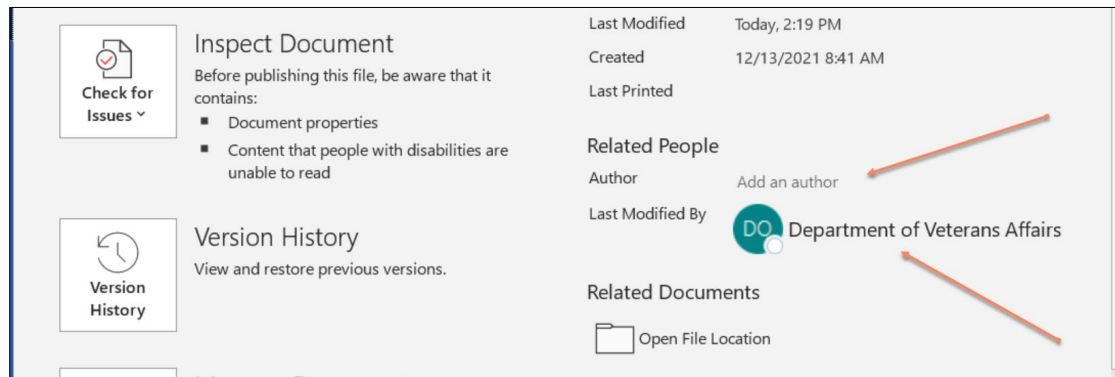 Check for
Issues
Inspect Document
Before publishing this file, be aware that it
contains:
Document properties
Content that people with disabilities are
unable to read
Version
History
Version History
View and restore previous versions.
Last Modified Today, 2:19 PM
Created 12/13/2021 8:41 AM
Last Printed
Related People
Author Add an author
Last Modified By DO Department of Veterans Affairs
Related Documents
Open File Location